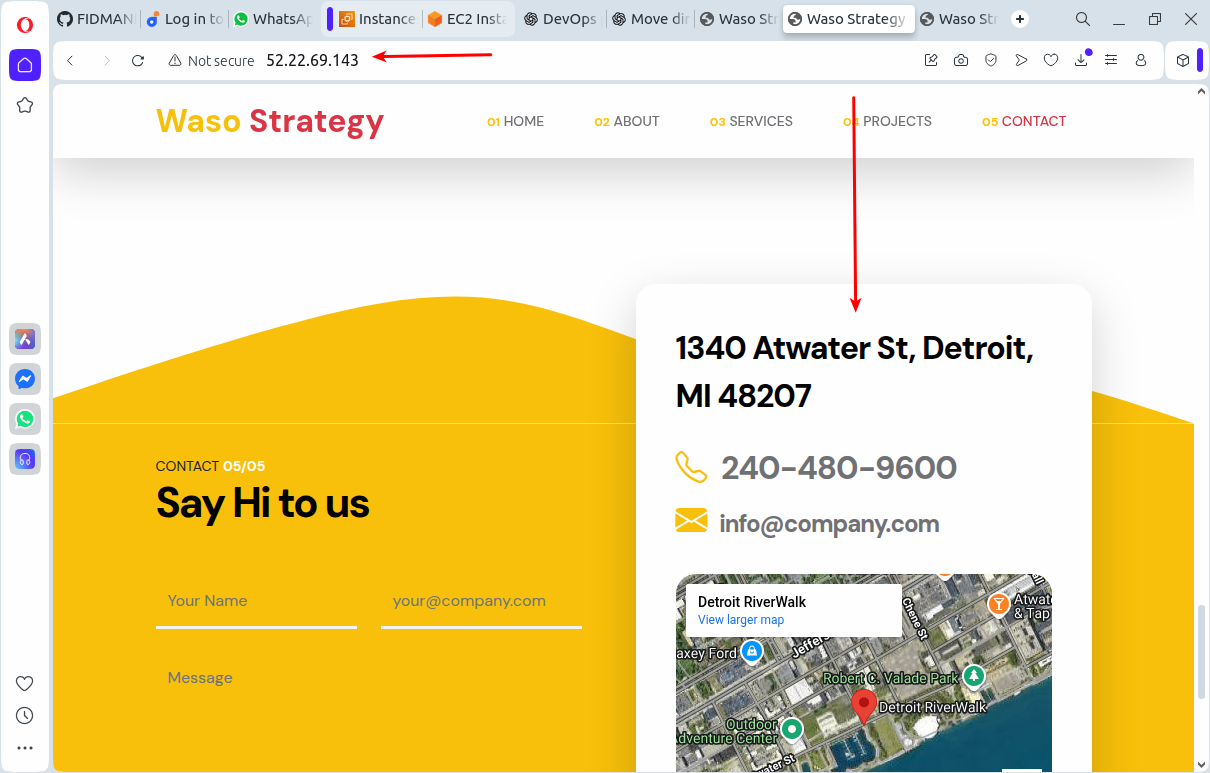 FIDMAN
Log in to
WhatsAp
Instance
EC2 Insta
DevOps
Move dir
Waso Str
Waso Strategy
Waso Str
Not secure 52.22.69.143
Waso Strategy
01 HOME
02 ABOUT
03 SERVICES
04 PROJECTS
05 CONTACT
1340 Atwater St, Detroit,
MI 48207
240-480-9600
info@company.com
CONTACT 05/05
Say Hi to us
Your Name
your@company.com
Message
Detroit RiverWalk
View larger map
Atwat
& Tap
Chene St
Jeffers
axey Ford
Robert C. Valade Park
Detroit RiverWalk
Outdoor
Adventure Center
water St